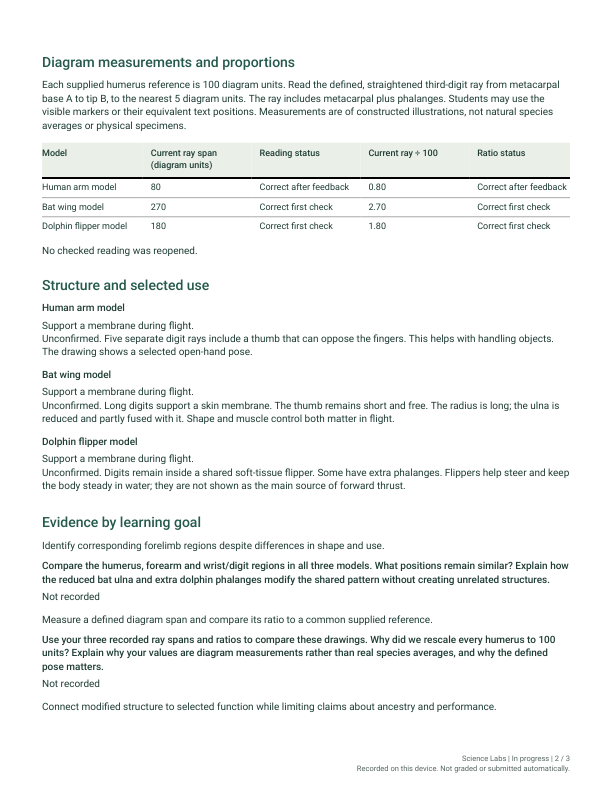 Diagram measurements and proportions
Each supplied humerus reference is 100 diagram units. Read the defined, straightened third-digit ray from metacarpal
base A to tip B, to the nearest 5 diagram units. The ray includes metacarpal plus phalanges. Students may use the
visible markers or their equivalent text positions. Measurements are of constructed illustrations, not natural species
averages or physical specimens.
Model Current ray span Reading status Current ray ÷ 100 Ratio status
(diagram units)
Human arm model 80 Correct after feedback 0.80 Correct after feedback
Bat wing model 270 Correct first check 2.70 Correct first check
Dolphin flipper model 180 Correct first check 1.80 Correct first check
No checked reading was reopened.
Structure and selected use
Human arm model
Support a membrane during flight.
Unconfirmed. Five separate digit rays include a thumb that can oppose the fingers. This helps with handling objects.
The drawing shows a selected open-hand pose.
Bat wing model
Support a membrane during flight.
Unconfirmed. Long digits support a skin membrane. The thumb remains short and free. The radius is long; the ulna is
reduced and partly fused with it. Shape and muscle control both matter in flight.
Dolphin flipper model
Support a membrane during flight.
Unconfirmed. Digits remain inside a shared soft-tissue flipper. Some have extra phalanges. Flippers help steer and keep
the body steady in water; they are not shown as the main source of forward thrust.
Evidence by learning goal
Identify corresponding forelimb regions despite differences in shape and use.
Compare the humerus, forearm and wrist/digit regions in all three models. What positions remain similar? Explain how
the reduced bat ulna and extra dolphin phalanges modify the shared pattern without creating unrelated structures.
Not recorded
Measure a defined diagram span and compare its ratio to a common supplied reference.
Use your three recorded ray spans and ratios to compare these drawings. Why did we rescale every humerus to 100
units? Explain why your values are diagram measurements rather than real species averages, and why the defined
pose matters.
Not recorded
Connect modified structure to selected function while limiting claims about ancestry and performance.
Science Labs | In progress | 2 / 3
Recorded on this device. Not graded or submitted automatically.